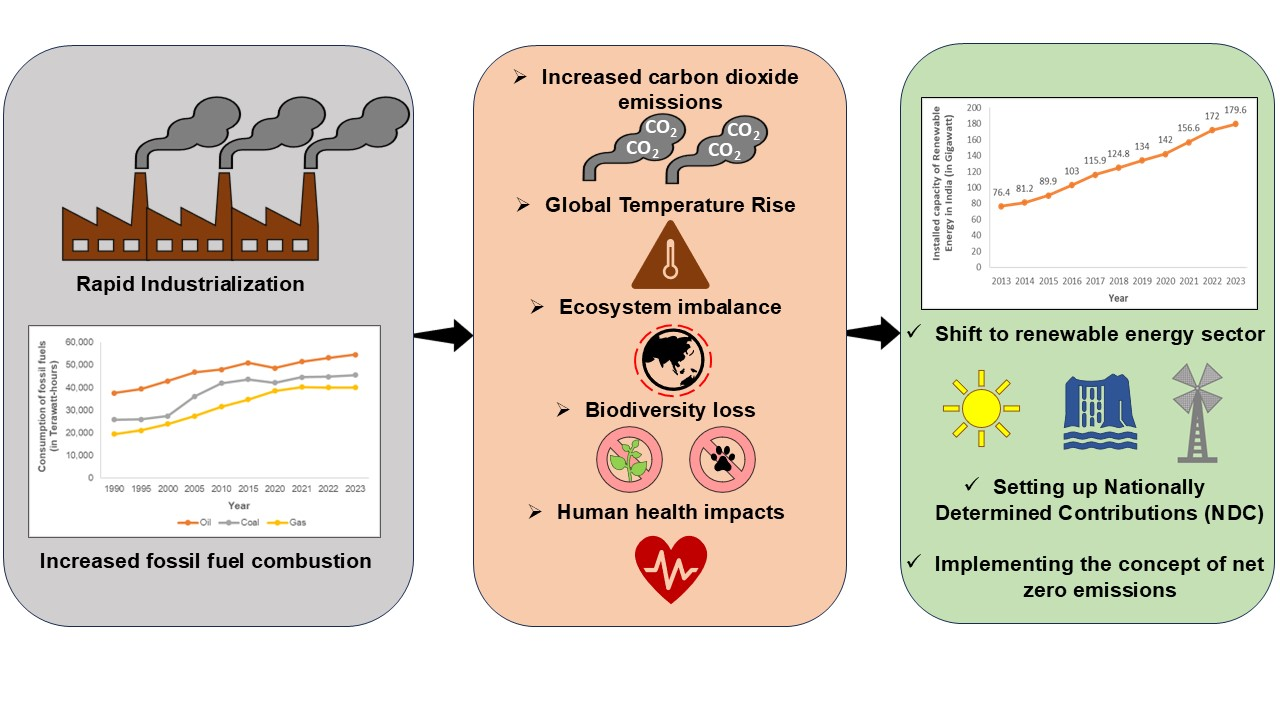 Rapid Industrialization
Consumption of fossil fuels
(in Terawatt-hours)
60,000
50,000
40,000
30,000
20,000
10,000
0
1990 1995 2000 2005 2010 2015 2020 2021 2022 2023
Year
Oil Coal Gas
Increased fossil fuel combustion
➢ Increased carbon dioxide
emissions
CO₂ CO₂
CO₂ CO₂
➢ Global Temperature Rise
➢ Ecosystem imbalance
➢ Biodiversity loss
➢ Human health impacts
Installed capacity of Renewable
Energy in India (in Gigawatt)
200
180
160
140
120
100
80
60
40
20
0
76.4 81.2 89.9 103 115.9 124.8 134 142 156.6 172 179.6
2013 2014 2015 2016 2017 2018 2019 2020 2021 2022 2023
Year
✓ Shift to renewable energy sector
✓ Setting up Nationally
Determined Contributions (NDC)
✓ Implementing the concept of net
zero emissions